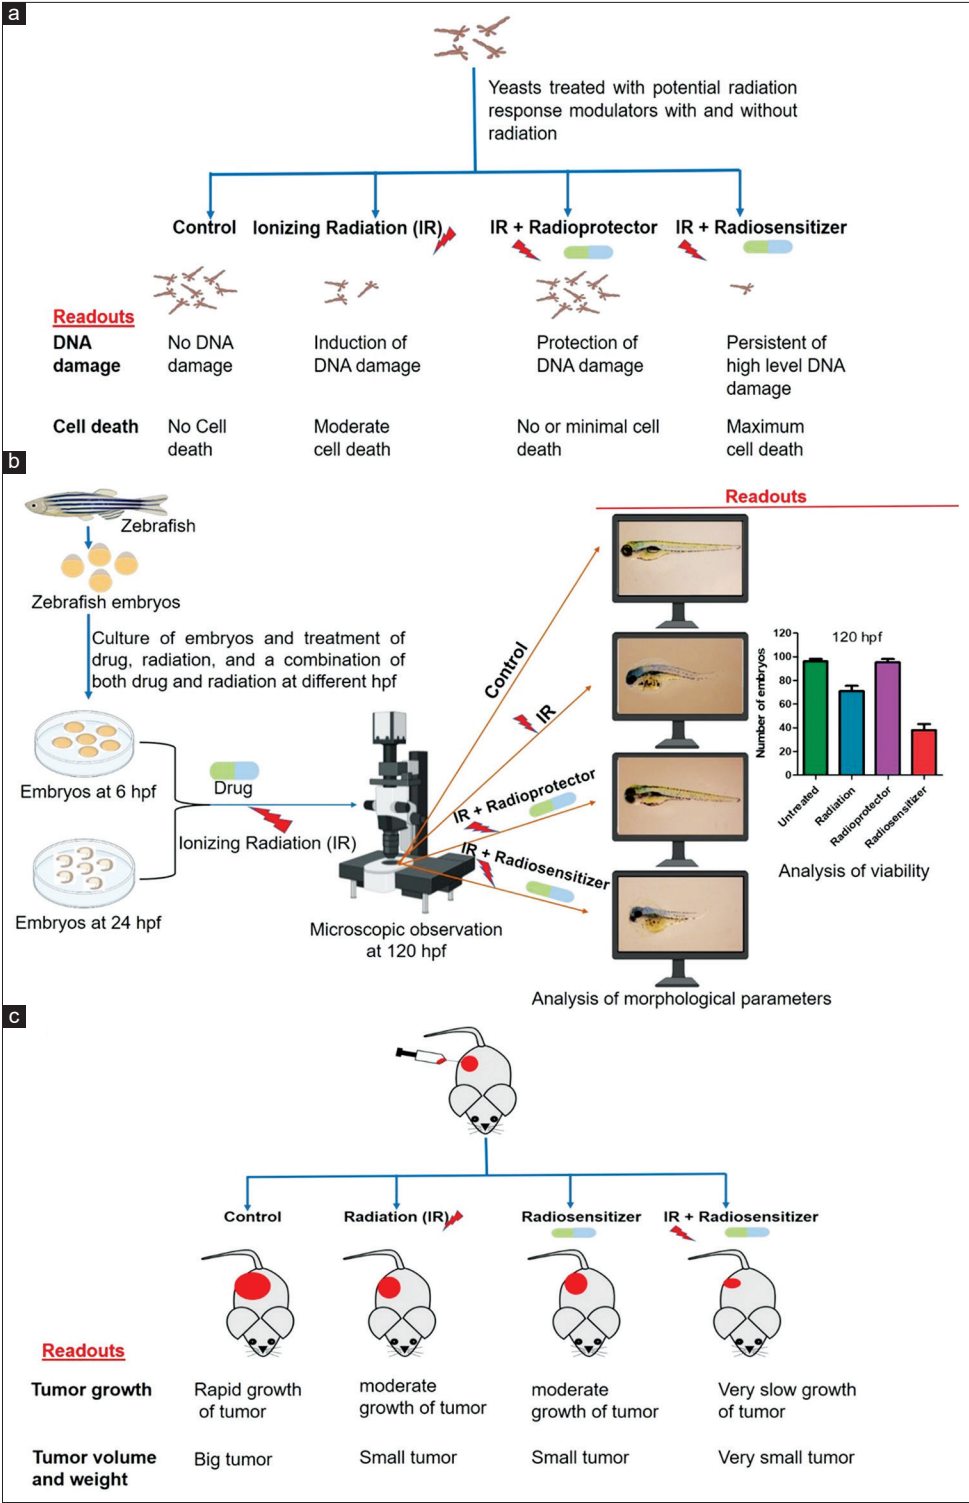 a
Yeasts treated with potential radiation
response modulators with and without
radiation
Control
Ionizing Radiation (IR)
IR + Radioprotector
IR + Radiosensitizer
Readouts
DNA
damage
No DNA
damage
Induction of
DNA damage
Protection of
DNA damage
Persistent of
high level DNA
damage
Cell death
No Cell
death
Moderate
cell death
No or minimal cell
death
Maximum
cell death
b
Readouts
Zebrafish
Zebrafish embryos
Culture of embryos and treatment of
drug, radiation, and a combination of
both drug and radiation at different hpf
Embryos at 6 hpf
Embryos at 24 hpf
Drug
Ionizing Radiation (IR)
Microscopic observation
at 120 hpf
Control
IR
IR + Radioprotector
IR + Radiosensitizer
Analysis of morphological parameters
120 hpf
Number of embryos
120
100
80
60
40
20
0
Untreated
Radiation
Radioprotector
Radiosensitizer
Analysis of viability
c
Control
Radiation (IR)
Radiosensitizer
IR + Radiosensitizer
Readouts
Tumor growth
Rapid growth
of tumor
moderate
growth of tumor
moderate
growth of tumor
Very slow growth
of tumor
Tumor volume
and weight
Big tumor
Small tumor
Small tumor
Very small tumor